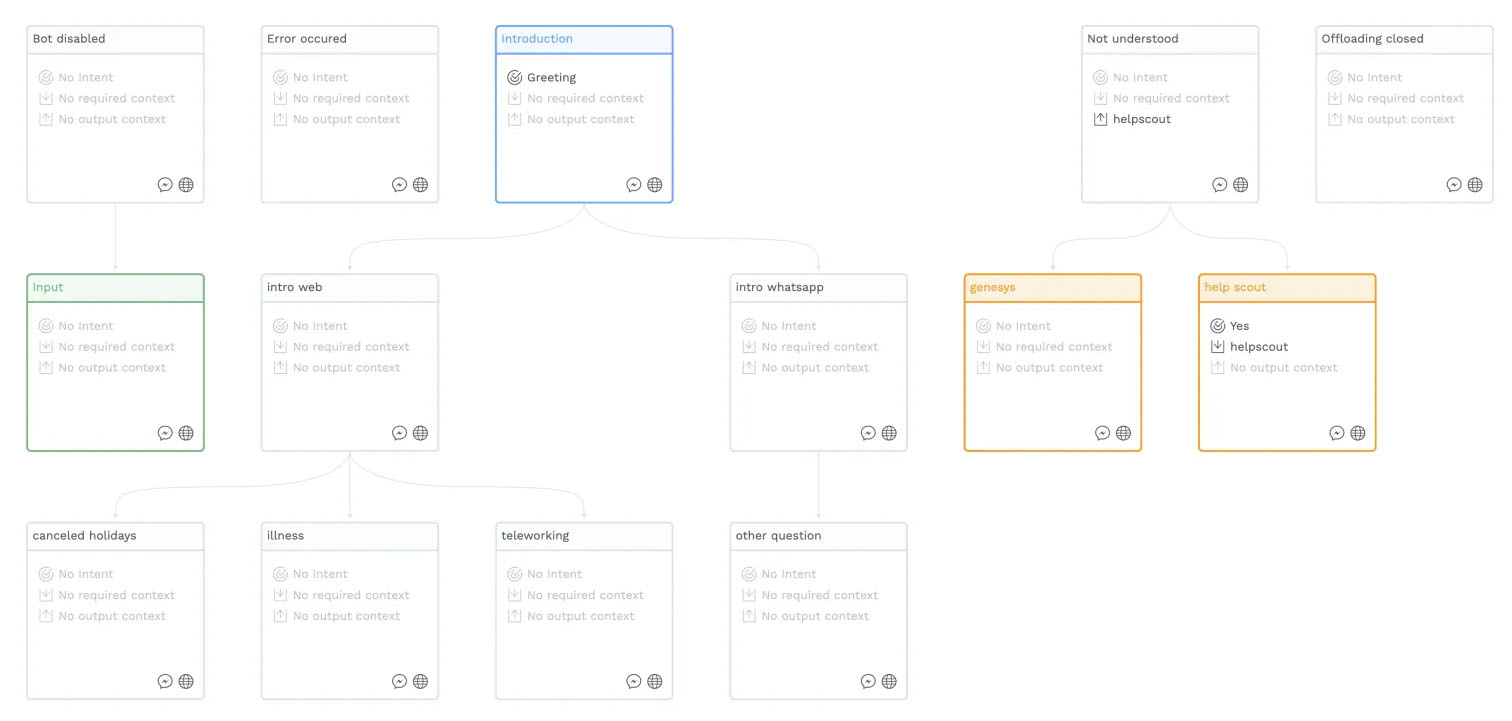 Bot disabled
No Intent
No required context
No output context
Error occured
No Intent
No required context
No output context
Introduction
Greeting
No required context
No output context
Not understood
No Intent
No required context
helpscout
Offloading closed
No Intent
No required context
No output context
Input
No Intent
No required context
No output context
intro web
No Intent
No required context
No output context
intro whatsapp
No Intent
No required context
No output context
genesys
No Intent
No required context
No output context
help scout
Yes
helpscout
No output context
canceled holidays
No Intent
No required context
No output context
illness
No Intent
No required context
No output context
teleworking
No Intent
No required context
No output context
other question
No Intent
No required context
No output context